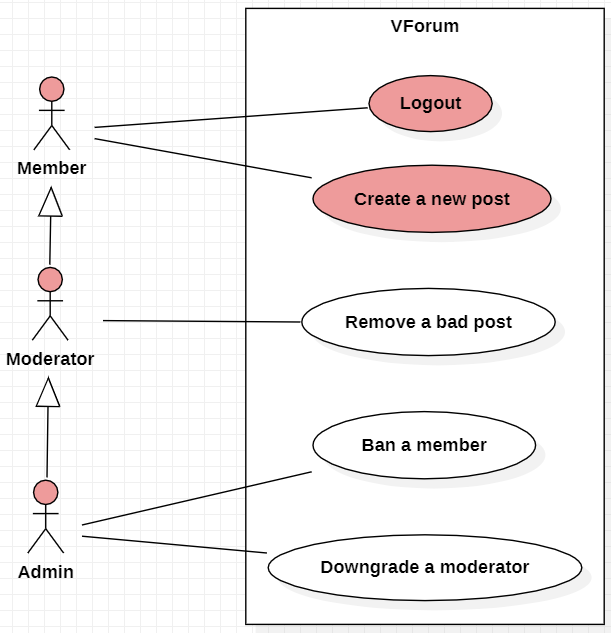 VForum
Logout
Member
Create a new post
Remove a bad post
Moderator
Ban a member
Downgrade a moderator
Admin